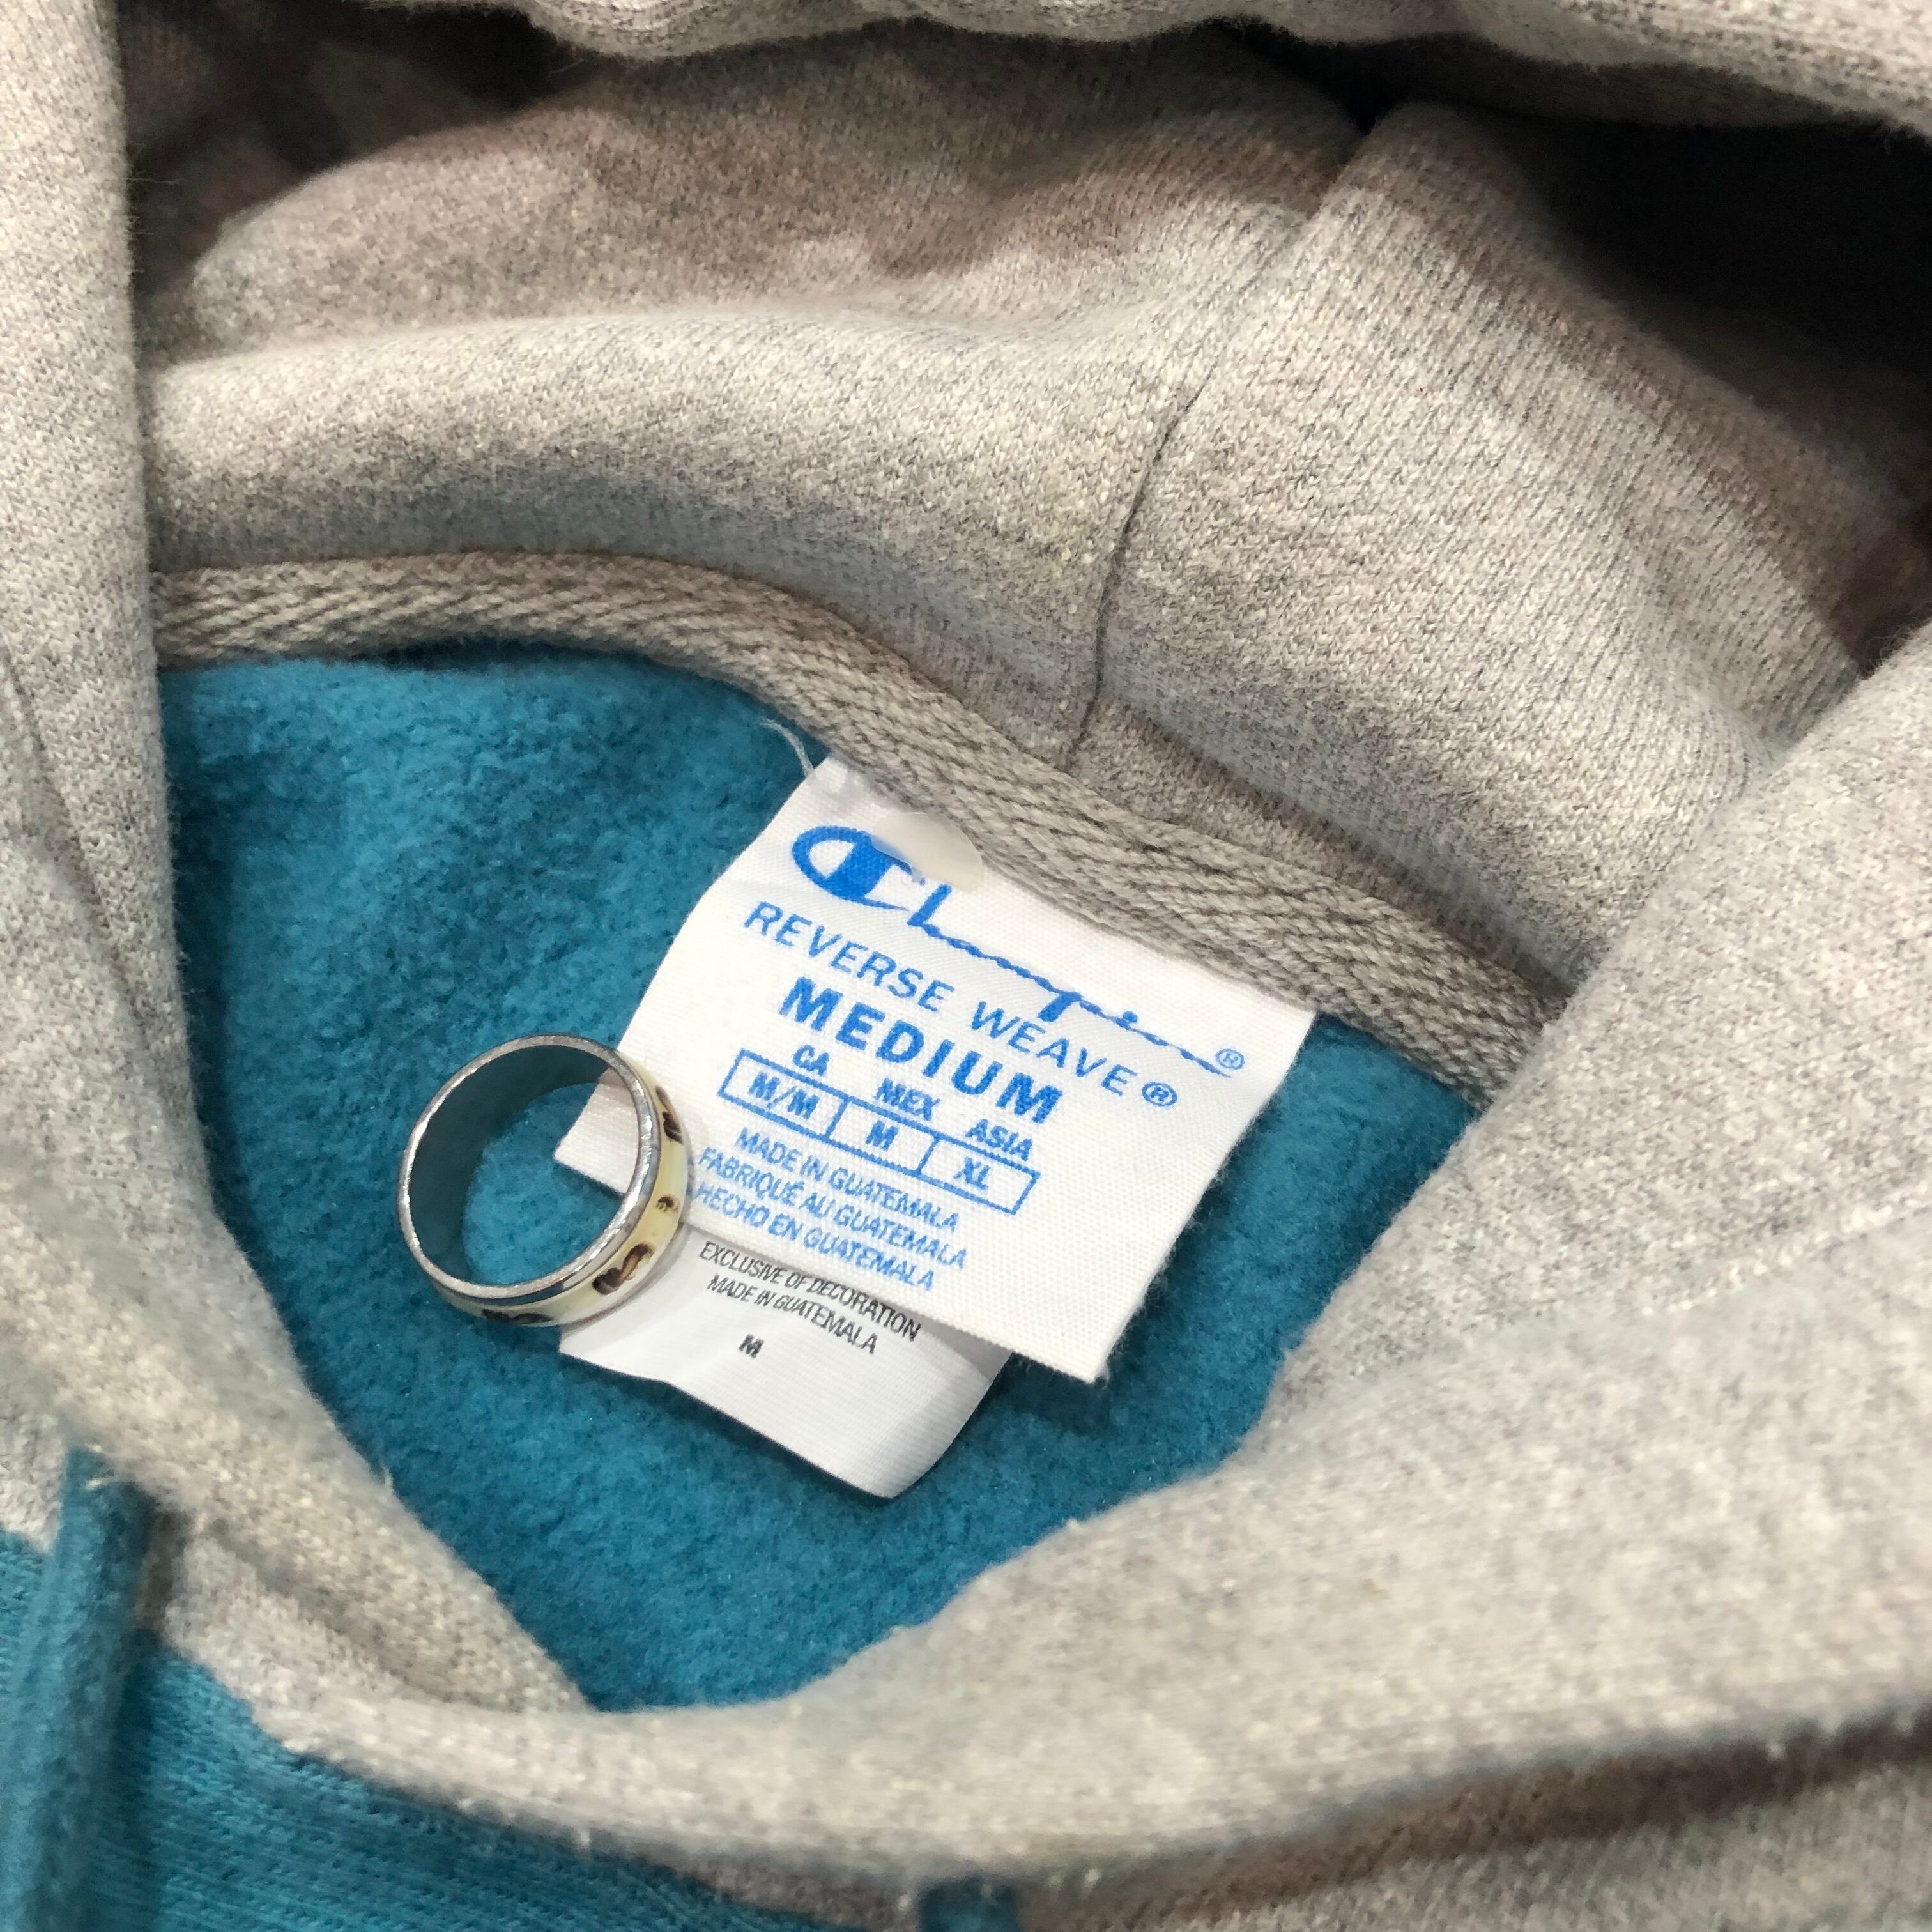 Champion®
REVERSE WEAVE®
MEDIUM
CA MEX ASIA
M/M M XL
MADE IN GUATEMALA
FABRIQUÉ AU GUATEMALA
HECHO EN GUATEMALA
EXCLUSIVE OF DECORATION
MADE IN GUATEMALA
M